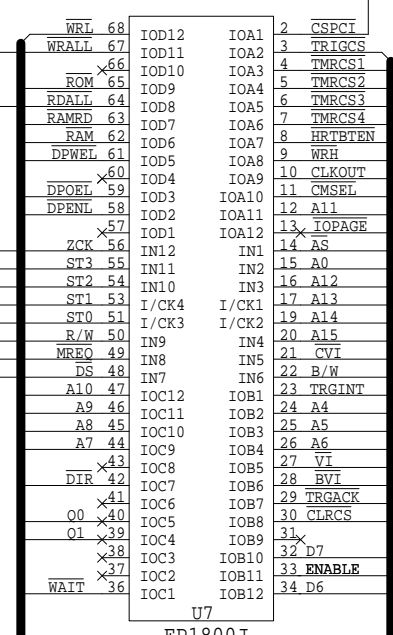 WRL 68 IOD12 IOA1 2 CSPCI
WRALL 67 IOD11 IOA2 3 TRIGCS
66 IOD10 IOA3 4 TMRCS1
ROM 65 IOD9 IOA4 5 TMRCS2
RDALL 64 IOD8 IOA5 6 TMRCS3
RAMRD 63 IOD7 IOA6 7 TMRCS4
RAM 62 IOD6 IOA7 8 HRTBTEN
DPWEL 61 IOD5 IOA8 9 WRH
60 IOD4 IOA9 10 CLKOUT
DPOEL 59 IOD3 IOA10 11 CMSEL
DPENL 58 IOD2 IOA11 12 A11
57 IOD1 IOA12 13 IOPAGE
ZCK 56 IN12 IN1 14 AS
ST3 55 IN11 IN2 15 A0
ST2 54 IN10 IN3 16 A12
ST1 53 I/CK4 I/CK1 17 A13
ST0 51 I/CK3 I/CK2 19 A14
R/W 50 IN9 IN4 20 A15
MREQ 49 IN8 IN5 21 CVI
DS 48 IN7 IN6 22 B/W
A10 47 IOC12 IOB1 23 TRGINT
A9 46 IOC11 IOB2 24 A4
A8 45 IOC10 IOB3 25 A5
A7 44 IOC9 IOB4 26 A6
43 IOC8 IOB5 27 VI
DIR 42 IOC7 IOB6 28 BVI
41 IOC6 IOB7 29 TRGACK
Q0 40 IOC5 IOB8 30 CLRCS
Q1 39 IOC4 IOB9 31
38 IOC3 IOB10 32 D7
37 IOC2 IOB11 33 ENABLE
WAIT 36 IOC1 IOB12 34 D6
U7
EP1800J